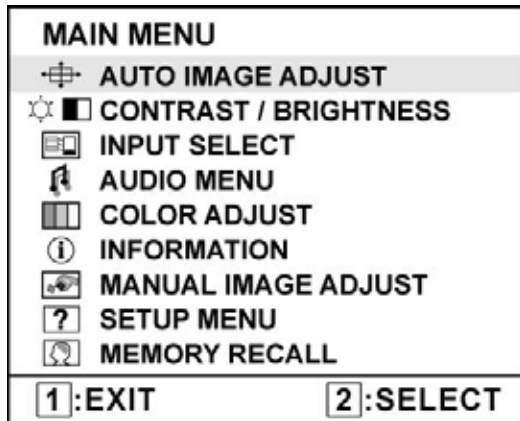 MAIN MENU
AUTO IMAGE ADJUST
CONTRAST / BRIGHTNESS
INPUT SELECT
AUDIO MENU
COLOR ADJUST
i INFORMATION
MANUAL IMAGE ADJUST
? SETUP MENU
MEMORY RECALL
1 :EXIT 2 :SELECT